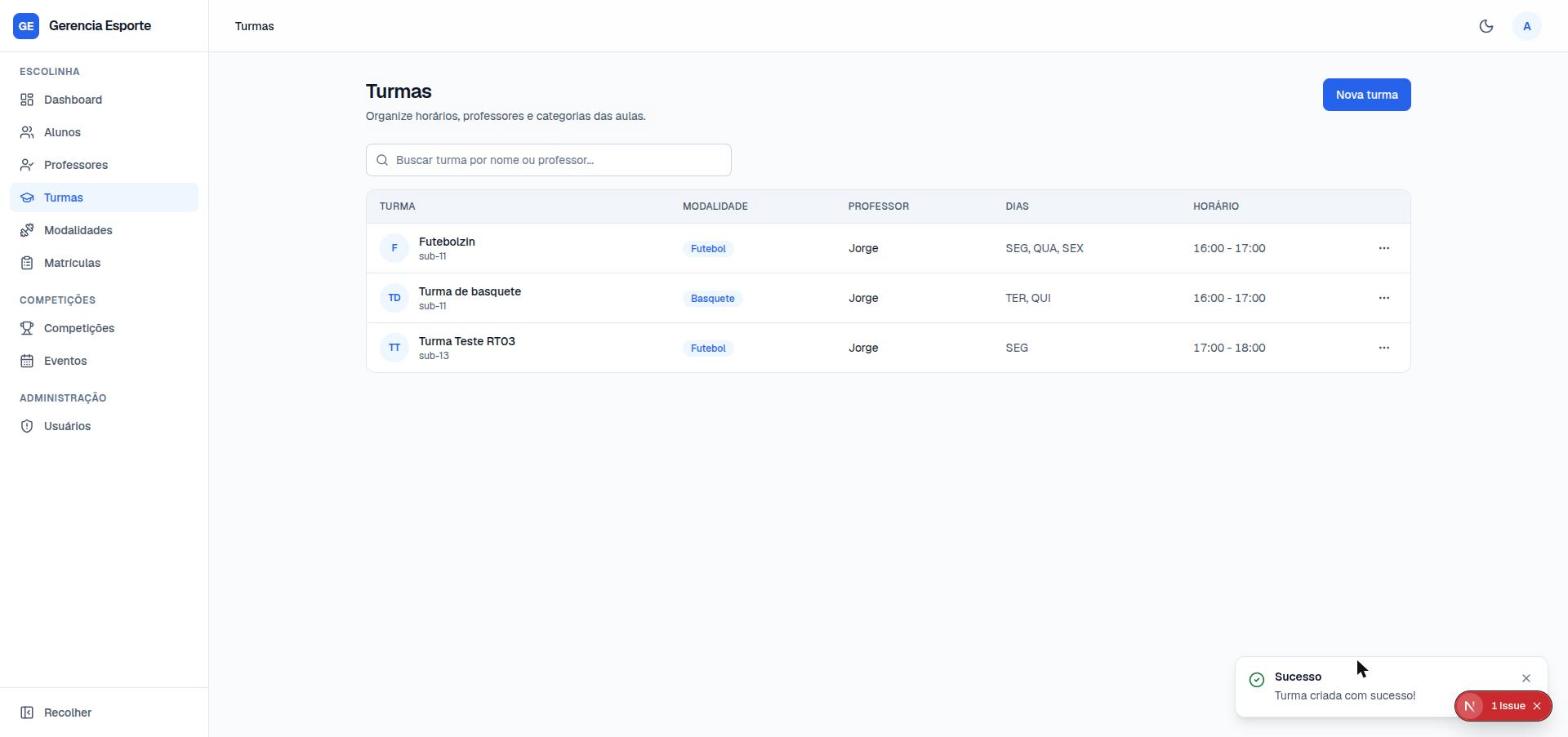 GE Gerencia Esporte
Turmas
A
ESCOLINHA
Dashboard
Alunos
Professores
Turmas
Modalidades
Matrículas
COMPETIÇÕES
Competições
Eventos
ADMINISTRAÇÃO
Usuários
Recolher
Turmas
Nova turma
Organize horários, professores e categorias das aulas.
Buscar turma por nome ou professor...
TURMA MODALIDADE PROFESSOR DIAS HORÁRIO
F Futebolzin Futebol Jorge SEG, QUA, SEX 16:00 - 17:00
sub-11
TD Turma de basquete Basquete Jorge TER, QUI 16:00 - 17:00
sub-11
TT Turma Teste RT03 Futebol Jorge SEG 17:00 - 18:00
sub-13
Sucesso
Turma criada com sucesso!
N 1 Issue